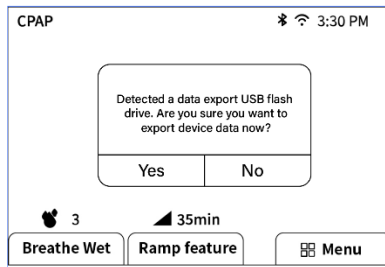 CPAP 3:30 PM
Detected a data export USB flash
drive. Are you sure you want to
export device data now?
Yes No
3 35min
Breathe Wet Ramp feature Menu